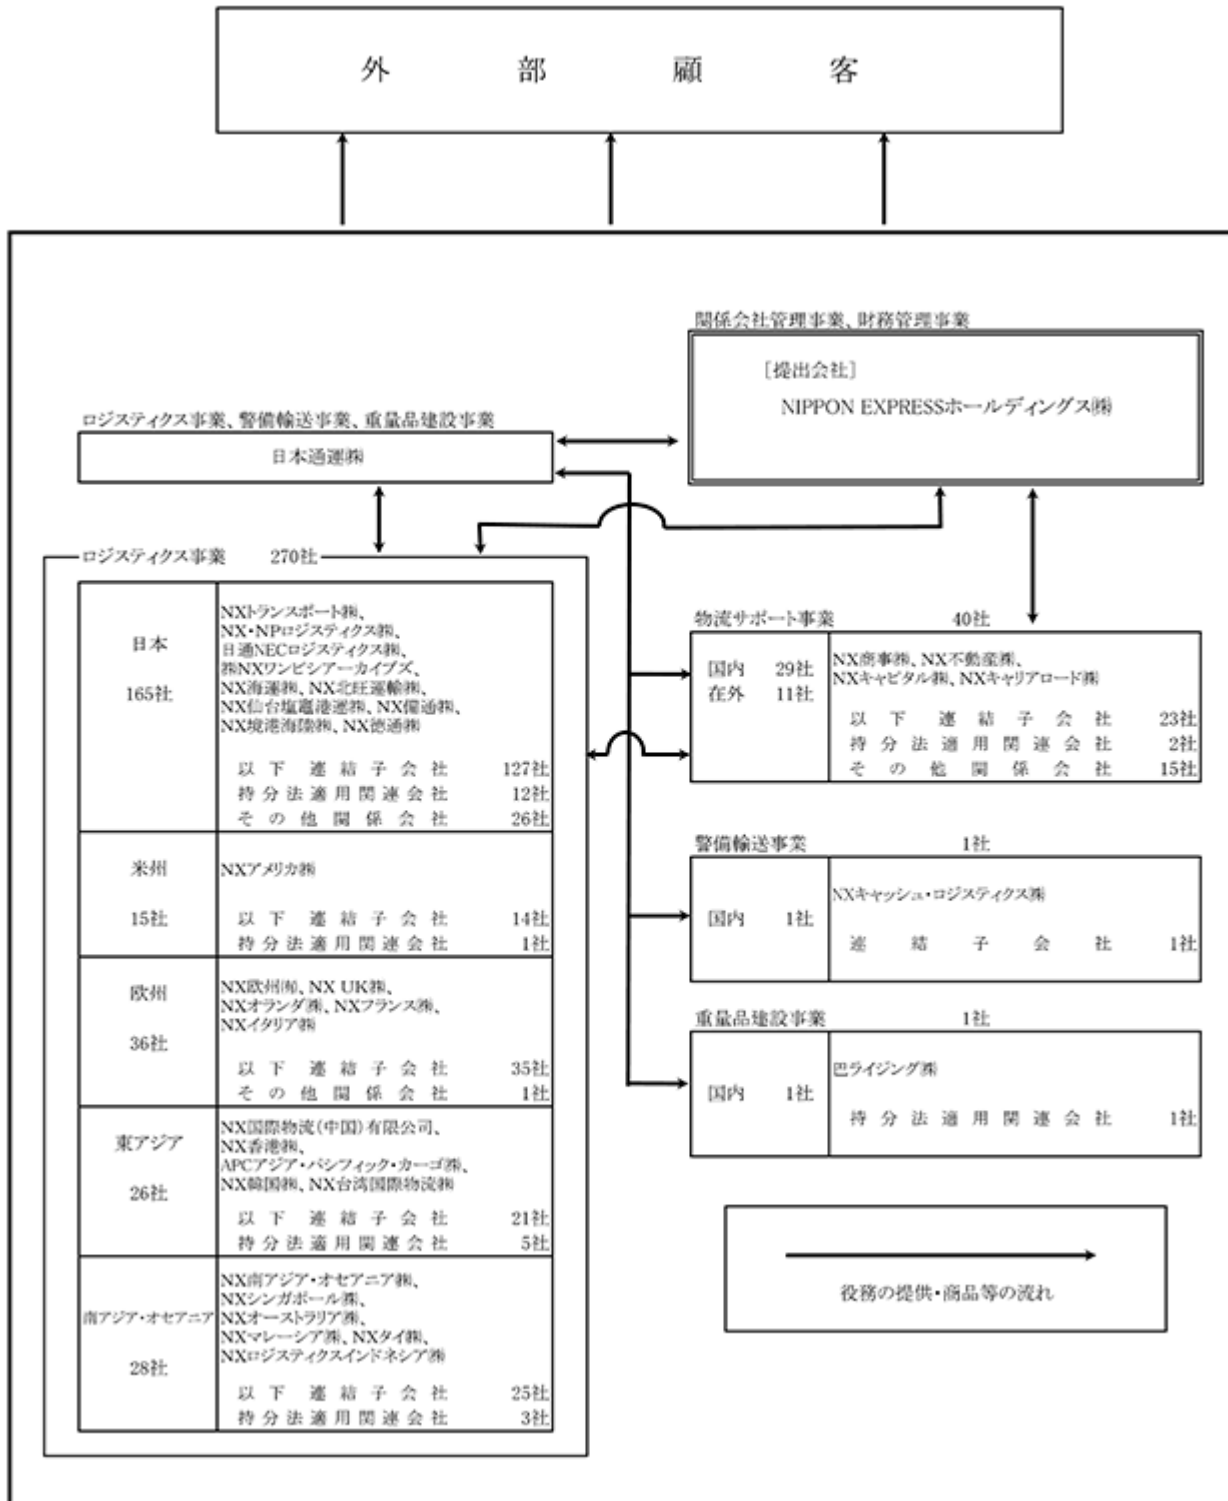 外部顧客
関係会社管理事業、財務管理事業
[提出会社]
NIPPON EXPRESSホールディングス㈱
ロジスティクス事業、警備輸送事業、重量品建設事業
日本通運㈱
ロジスティクス事業 270社
日本
165社
NXトランスポート㈱、
NX・NPロジスティクス㈱、
日通NECロジスティクス㈱、
㈱NXワンビシアーカイブズ、
NX海運㈱、NX北旺運輸㈱、
NX仙台塩竈港運㈱、NX備通㈱、
NX境港海陸㈱、NX徳通㈱
以下連結子会社 127社
持分法適用関連会社 12社
その他関係会社 26社
米州
15社
NXアメリカ㈱
以下連結子会社 14社
持分法適用関連会社 1社
欧州
36社
NX欧州㈲、NX UK㈱、
NXオランダ㈱、NXフランス㈱、
NXイタリア㈱
以下連結子会社 35社
その他関係会社 1社
東アジア
26社
NX国際物流(中国)有限公司、
NX香港㈱、
APCアジア・パシフィック・カーゴ㈱、
NX韓国㈱、NX台湾国際物流㈱
以下連結子会社 21社
持分法適用関連会社 5社
南アジア・オセアニア
28社
NX南アジア・オセアニア㈱、
NXシンガポール㈱、
NXオーストラリア㈱、
NXマレーシア㈱、NXタイ㈱、
NXロジスティクスインドネシア㈱
以下連結子会社 25社
持分法適用関連会社 3社
物流サポート事業 40社
国内 29社
在外 11社
NX商事㈱、NX不動産㈱、
NXキャピタル㈱、NXキャリアロード㈱
以下連結子会社 23社
持分法適用関連会社 2社
その他関係会社 15社
警備輸送事業 1社
国内 1社
NXキャッシュ・ロジスティクス㈱
連結子会社 1社
重量品建設事業 1社
国内 1社
巴ライジング㈱
持分法適用関連会社 1社
役務の提供・商品等の流れ